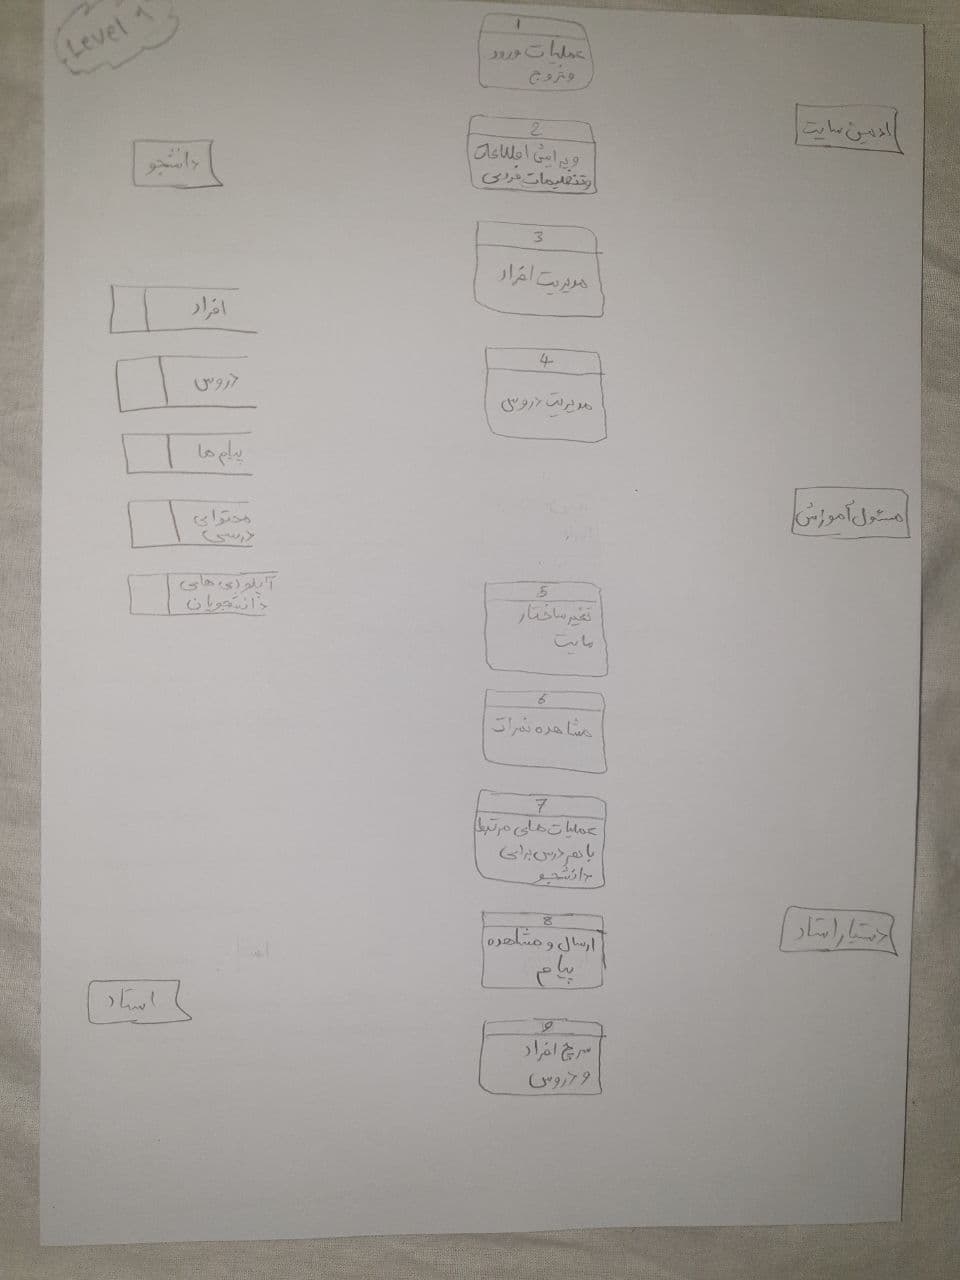 Level 1
1
عملیات ورود
و خروج
ادمین سایت
2
ویرایش اطلاعات
و تنظیمات فردی
دانشجو
3
مدیریت افراد
افراد
4
مدیریت دروس
دروس
پیام ها
مسئول آموزش
محتوای
درسی
آپلودی های
دانشجویان
5
تغیر ساختار
سایت
6
مشاهده نمرات
7
عملیات های مرتبط
با هر درس برای
دانشجو
8
ارسال و مشاهده
پیام
دستیار استاد
استاد
9
سرچ افراد
و دروس